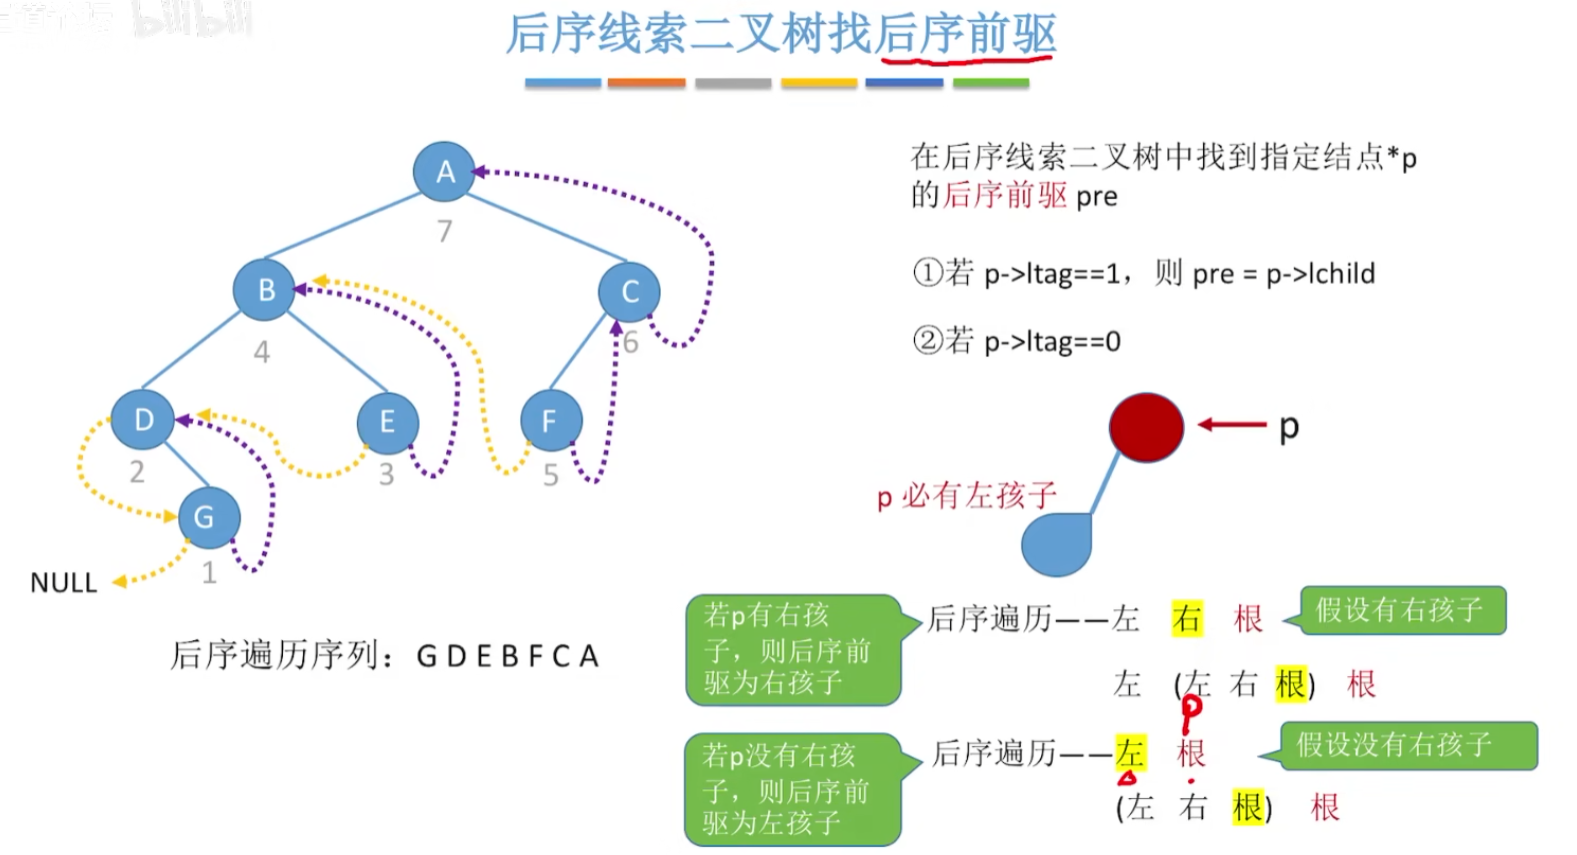 bilibili
后序线索二叉树找后序前驱
A
7
B
C
4
6
D
E
F
2
3
5
G
1
NULL
后序遍历序列：G D E B F C A
在后序线索二叉树中找到指定结点*p
的后序前驱 pre
①若 p->ltag==1，则 pre = p->lchild
②若 p->ltag==0
p
p 必有左孩子
若p有右孩
子，则后序前
驱为右孩子
后序遍历——左 右 根
假设有右孩子
左 (左 右 根) 根
p
若p没有右孩
子，则后序前
驱为左孩子
后序遍历——左 根
假设没有右孩子
(左 右 根) 根